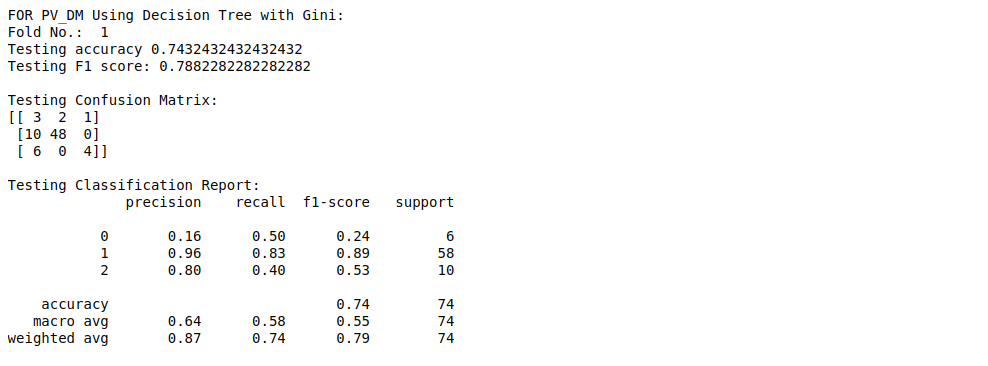 FOR PV_DM Using Decision Tree with Gini:
Fold No.:  1
Testing accuracy 0.7432432432432432
Testing F1 score: 0.7882282282282282

Testing Confusion Matrix:
[[ 3  2  1]
 [10 48  0]
 [ 6  0  4]]

Testing Classification Report:
              precision    recall  f1-score   support

           0       0.16      0.50      0.24         6
           1       0.96      0.83      0.89        58
           2       0.80      0.40      0.53        10

    accuracy                           0.74        74
   macro avg       0.64      0.58      0.55        74
weighted avg       0.87      0.74      0.79        74